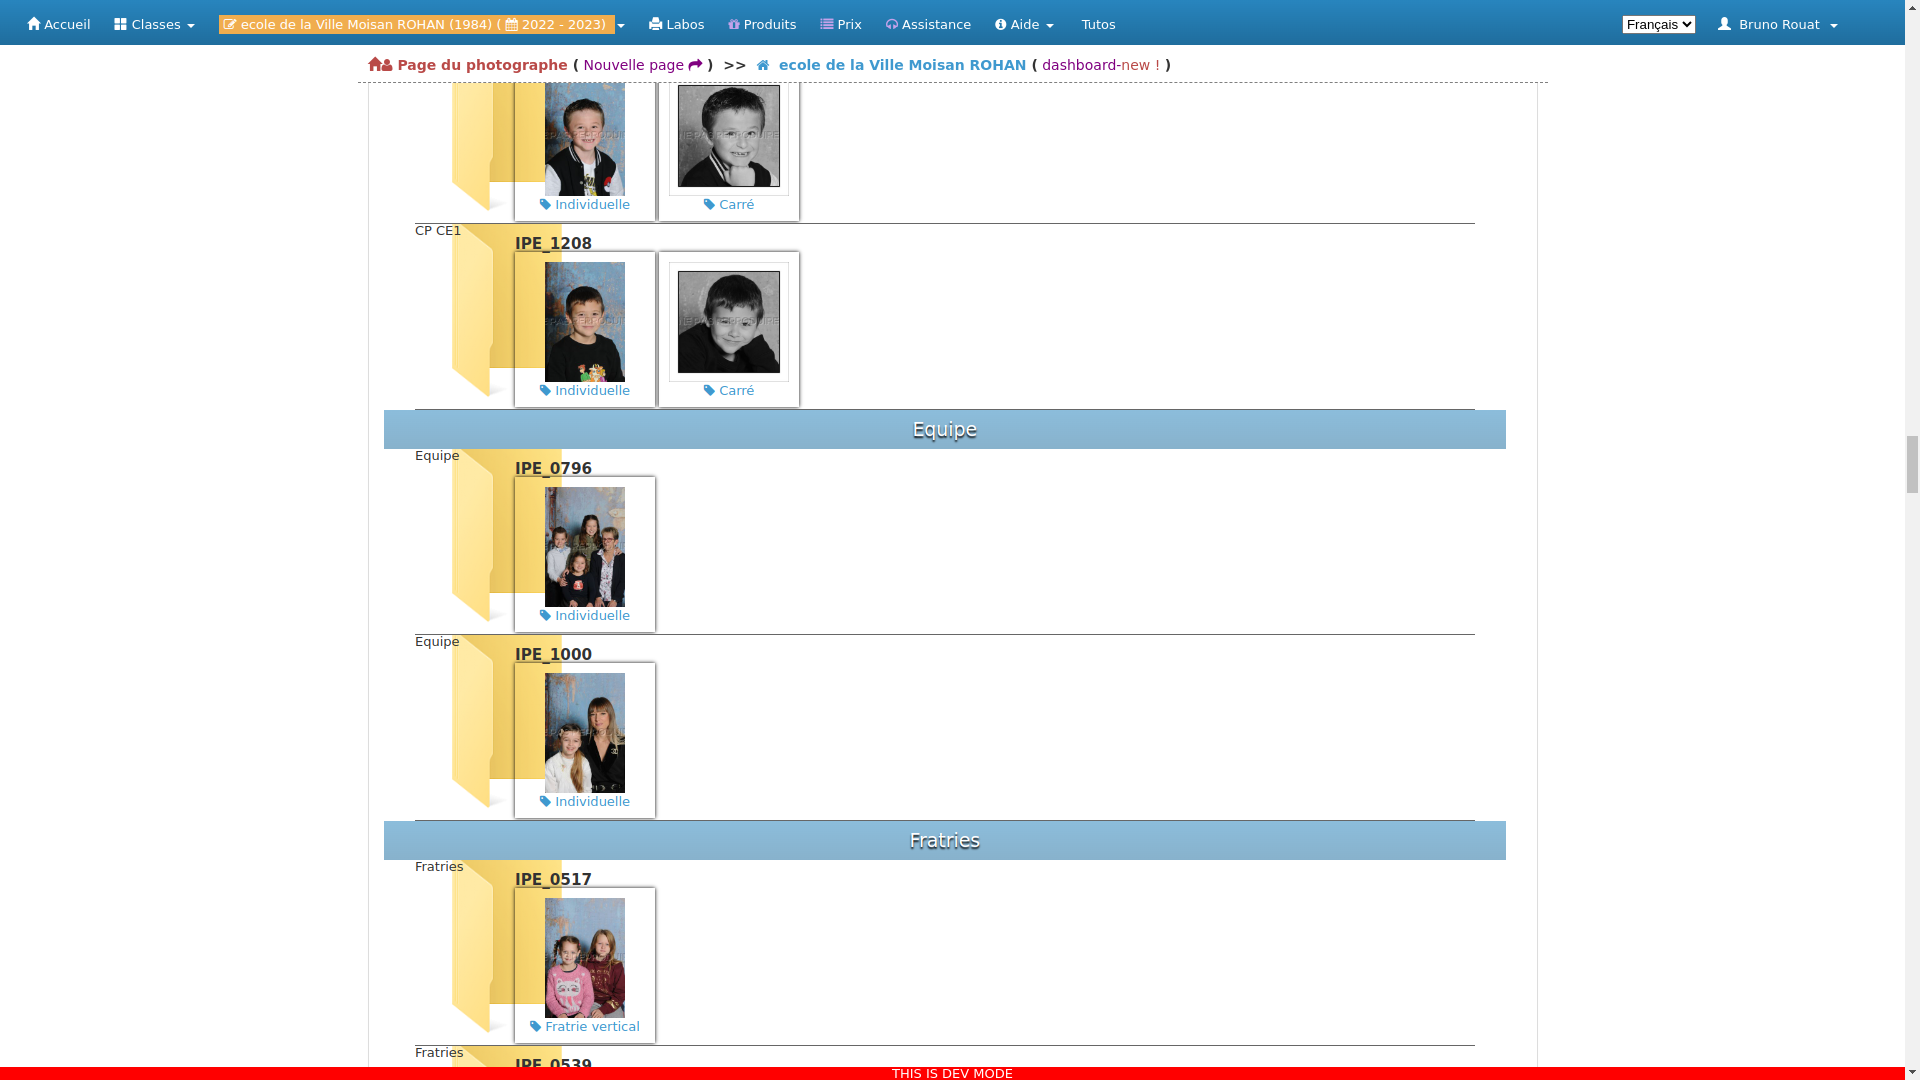 Accueil Classes ecole de la Ville Moisan ROHAN (1984) ( 2022 - 2023) Labos Produits Prix Assistance Aide Tutos Français Bruno Rouat
Page du photographe ( Nouvelle page ) >> ecole de la Ville Moisan ROHAN ( dashboard-new ! )
Individuelle Carré
CP CE1
IPE_1208
Individuelle Carré
Equipe
Equipe
IPE_0796
Individuelle
Equipe
IPE_1000
Individuelle
Fratries
Fratries
IPE_0517
Fratrie vertical
Fratries
IPE_0539
THIS IS DEV MODE